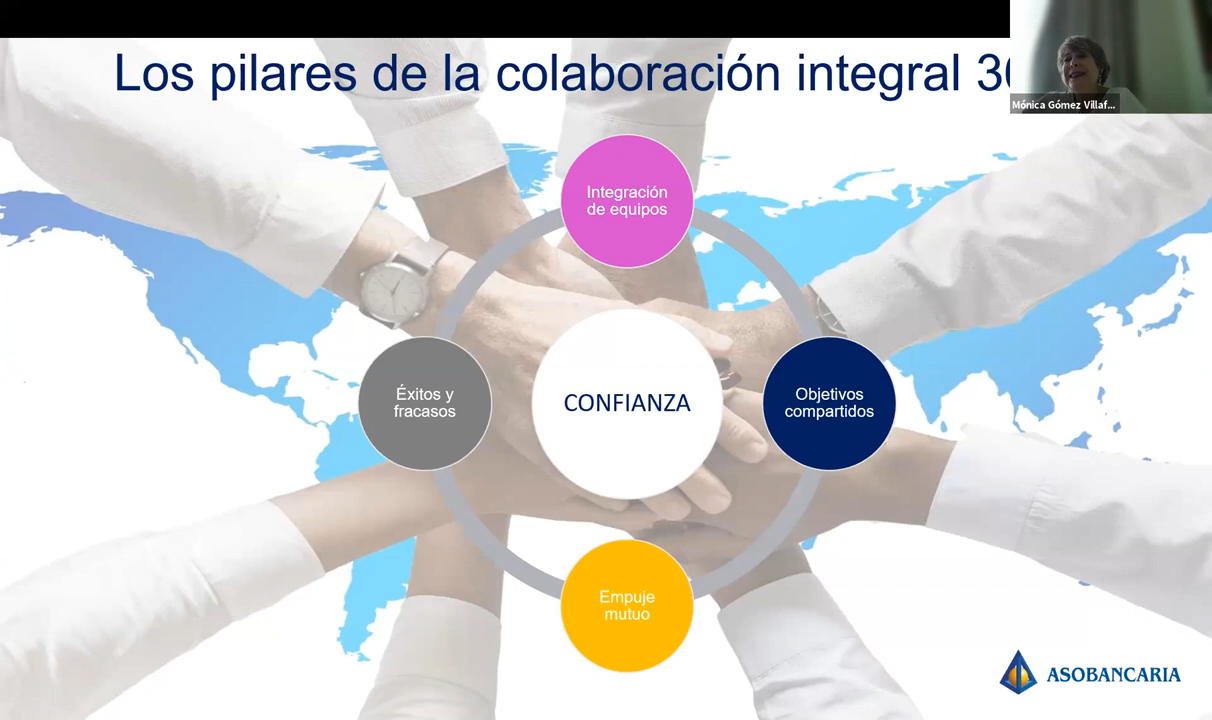 Los pilares de la colaboración integral
Mónica Gómez Villaf...
Integración
de equipos
Éxitos y
fracasos
CONFIANZA
Objetivos
compartidos
Empuje
mutuo
ASOBANCARIA